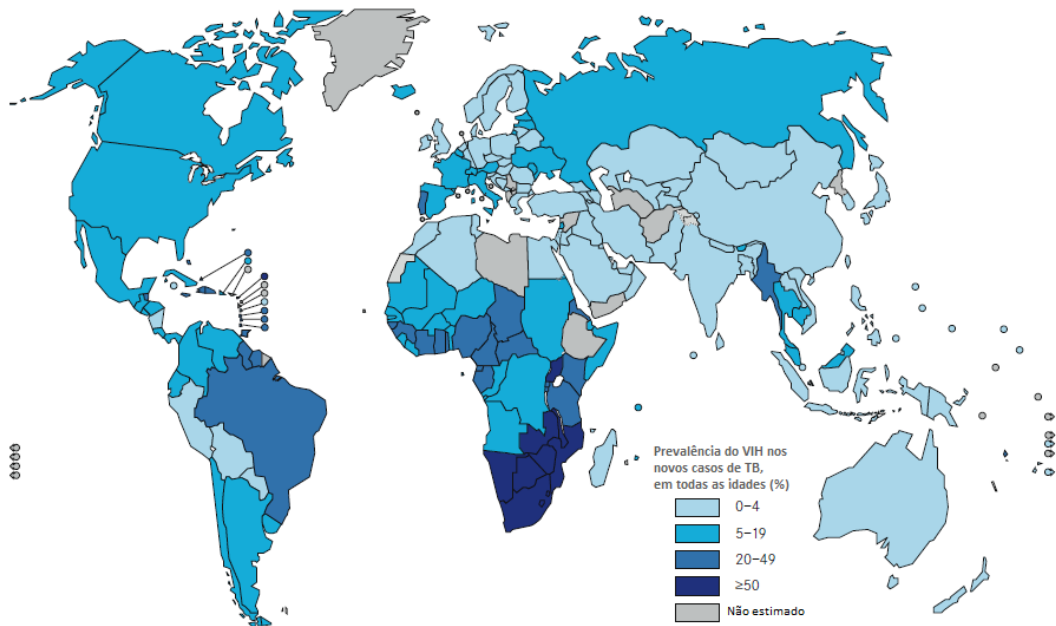 Prevalência do VIH nos
novos casos de TB,
em todas as idades (%)
0–4
5–19
20–49
≥50
Não estimado